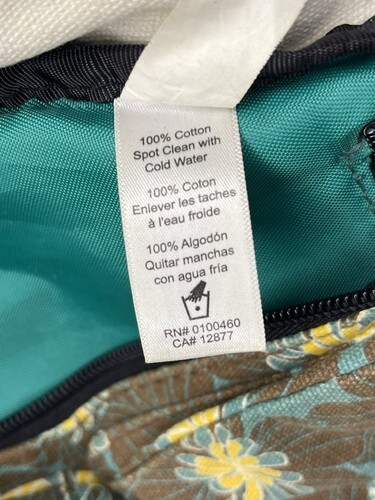 100% Cotton
Spot Clean with
Cold Water
100% Coton
Enlever les taches
à l'eau froide
100% Algodón
Quitar manchas
con agua fría
RN# 0100460
CA# 12877